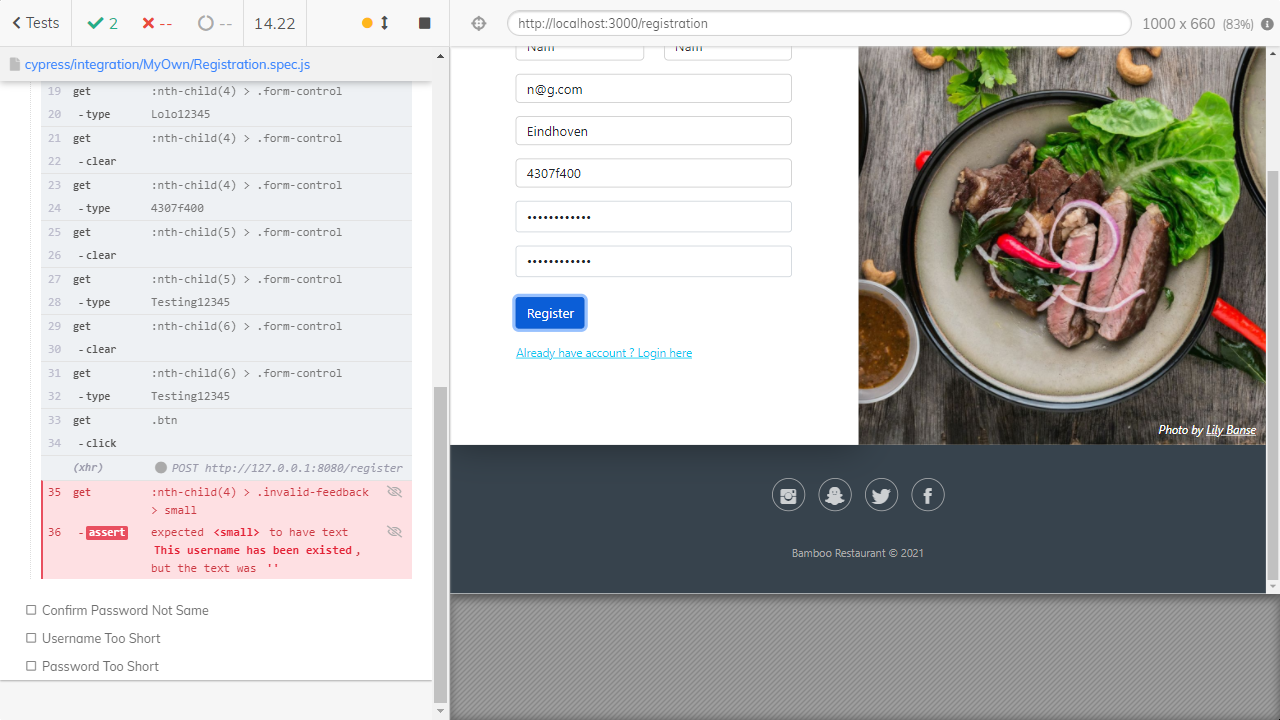 Tests
2
--
--
14.22
http://localhost:3000/registration
1000 x 660 (83%)
cypress/integration/MyOwn/Registration.spec.js
19 get :nth-child(4) > .form-control
20 -type Lolo12345
21 get :nth-child(4) > .form-control
22 -clear
23 get :nth-child(4) > .form-control
24 -type 4307f400
25 get :nth-child(5) > .form-control
26 -clear
27 get :nth-child(5) > .form-control
28 -type Testing12345
29 get :nth-child(6) > .form-control
30 -clear
31 get :nth-child(6) > .form-control
32 -type Testing12345
33 get .btn
34 -click
(xhr) POST http://127.0.0.1:8080/register
35 get :nth-child(4) > .invalid-feedback
> small
36 -assert expected <small> to have text
This username has been existed,
but the text was ''
Confirm Password Not Same
Username Too Short
Password Too Short
Nam Nam
n@g.com
Eindhoven
4307f400
••••••••••••
••••••••••••
Register
Already have account ? Login here
Photo by Lily Banse
Bamboo Restaurant © 2021